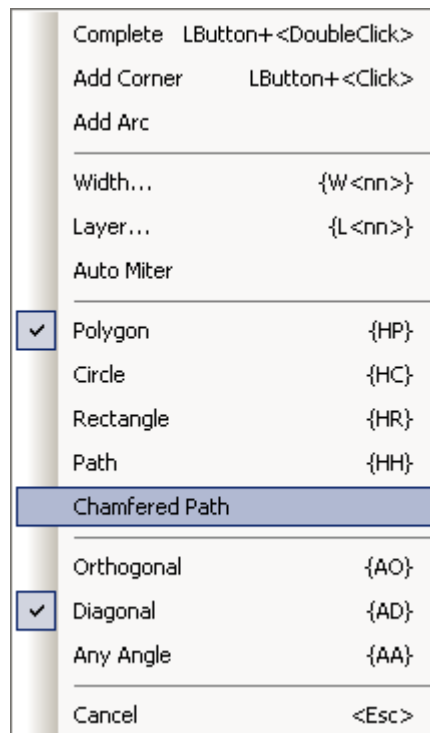 Complete LButton+<DoubleClick>
Add Corner LButton+<Click>
Add Arc
Width... {W<nn>}
Layer... {L<nn>}
Auto Miter
Polygon {HP}
Circle {HC}
Rectangle {HR}
Path {HH}
Chamfered Path
Orthogonal {AO}
Diagonal {AD}
Any Angle {AA}
Cancel <Esc>